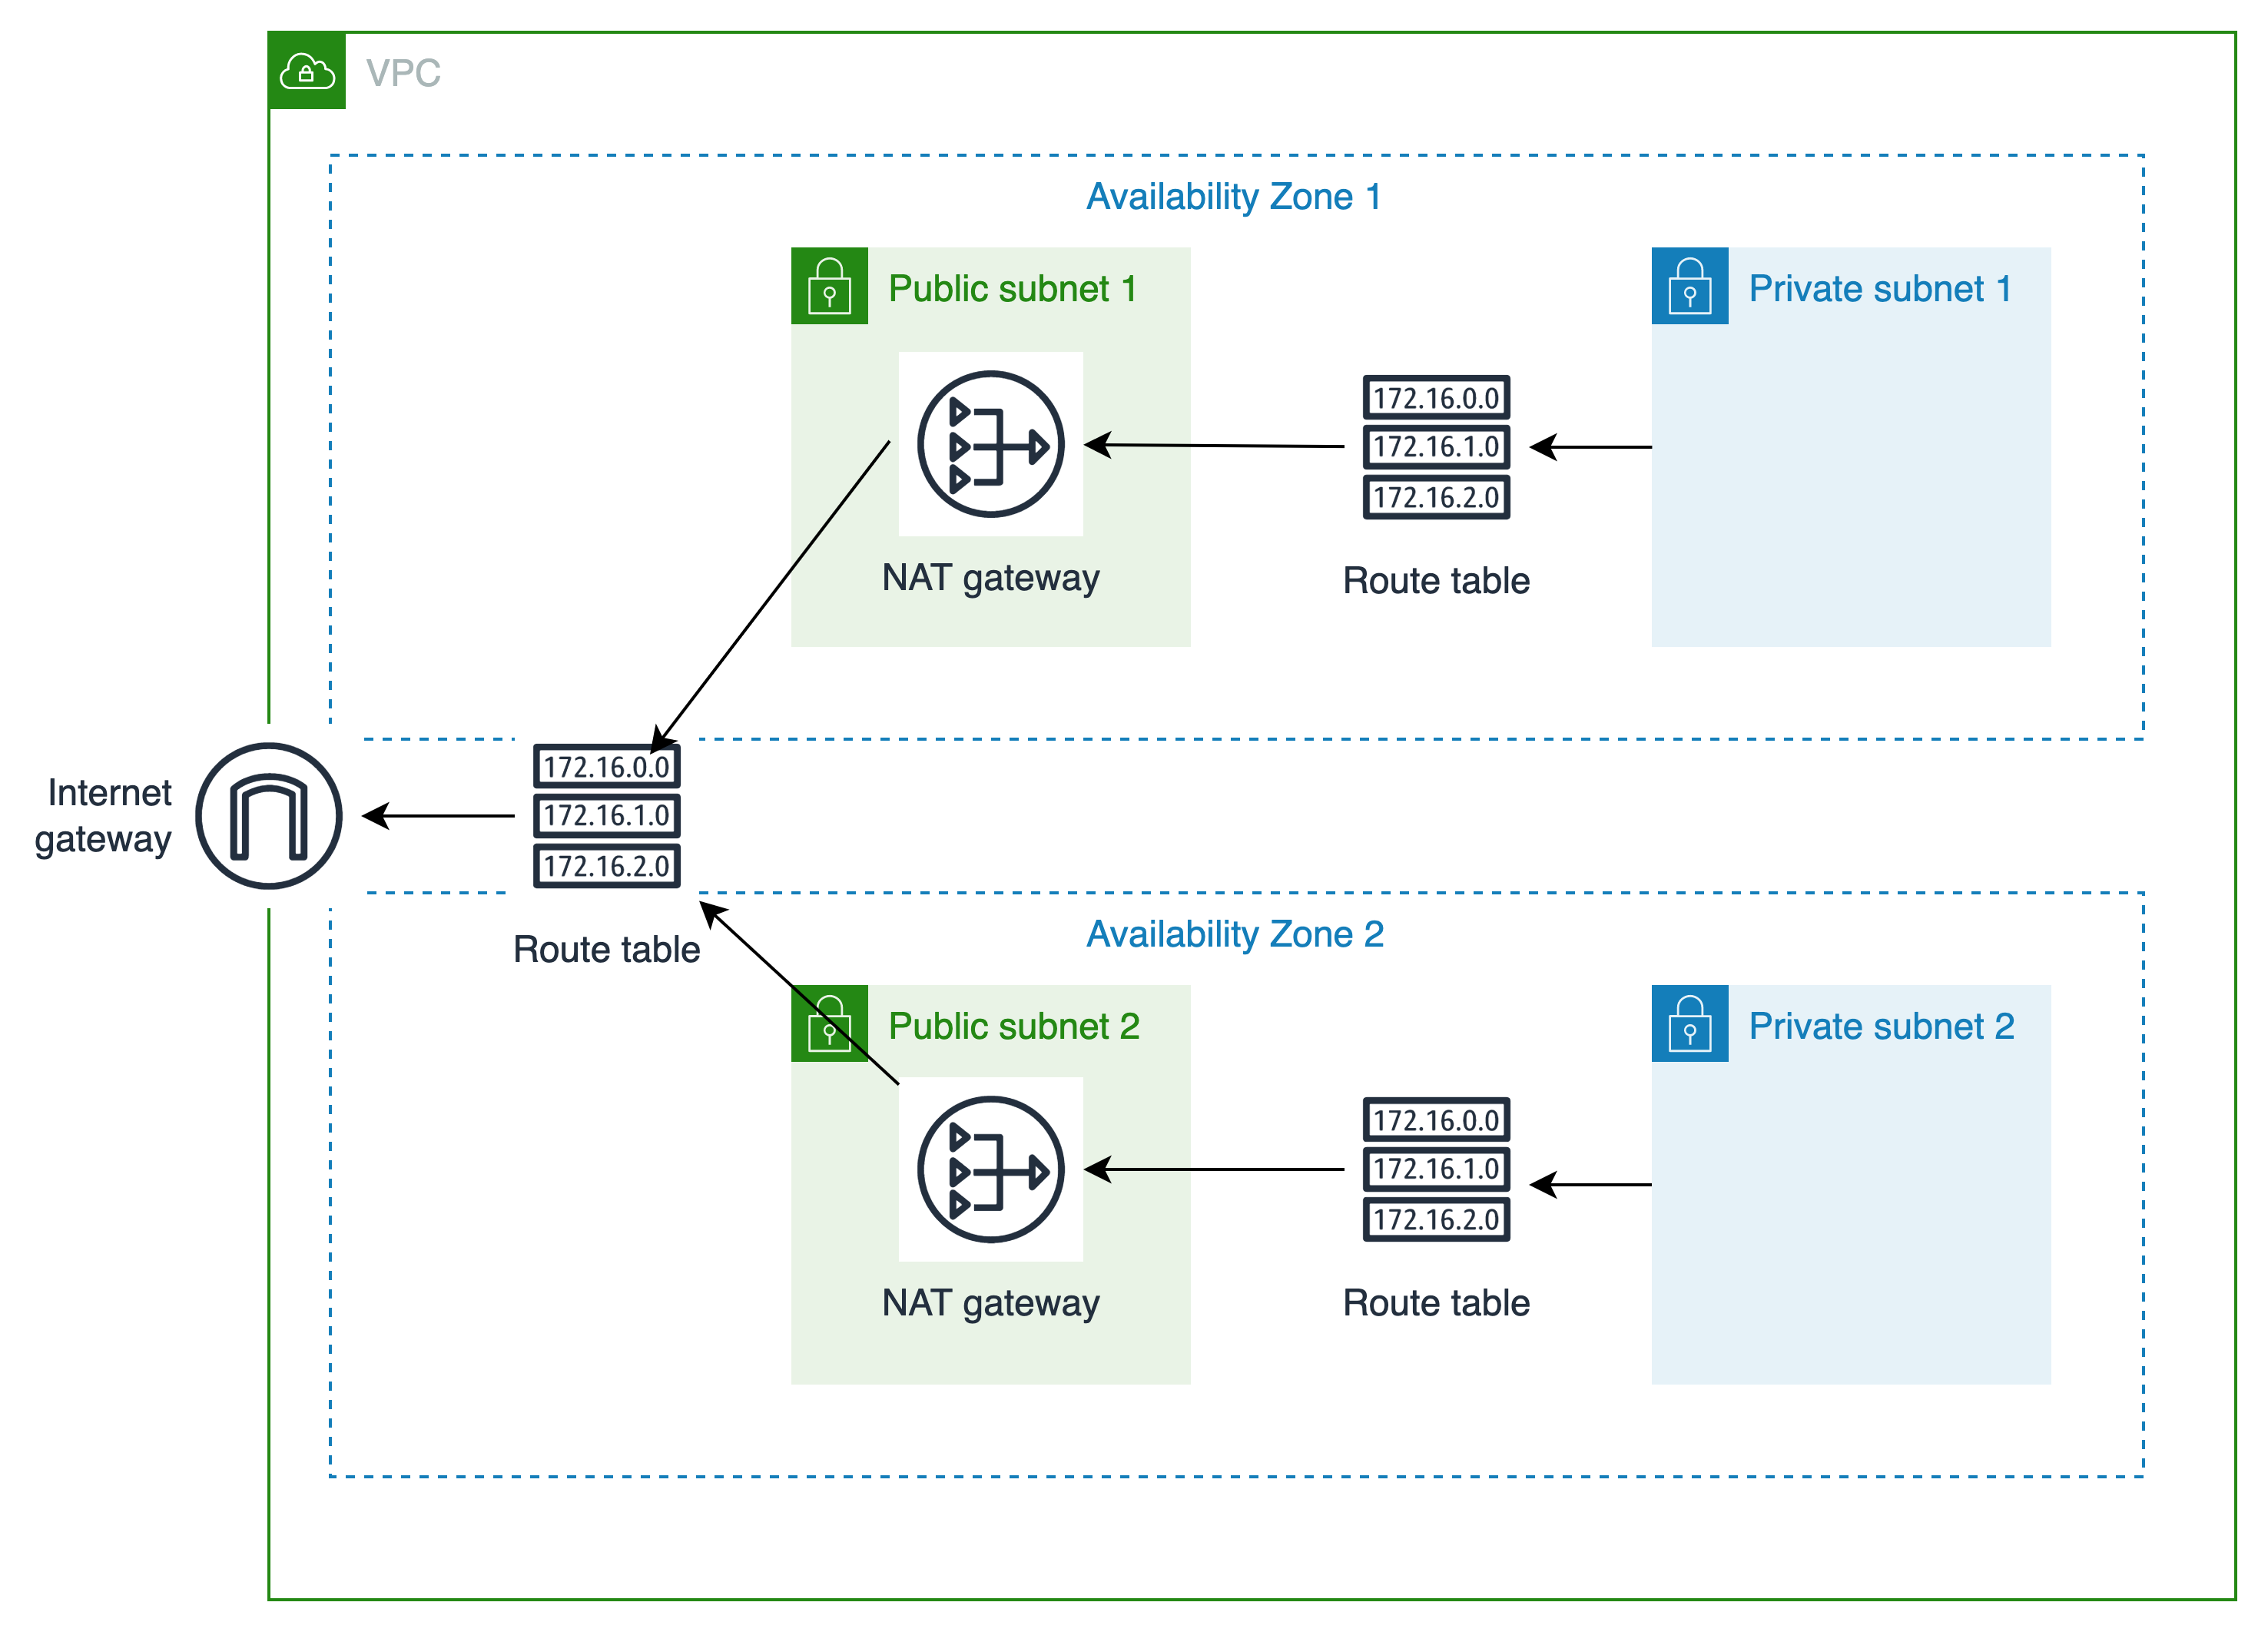 VPC
Availability Zone 1
Public subnet 1
Private subnet 1
172.16.0.0
172.16.1.0
172.16.2.0
NAT gateway
Route table
Internet
gateway
172.16.0.0
172.16.1.0
172.16.2.0
Route table
Availability Zone 2
Public subnet 2
Private subnet 2
172.16.0.0
172.16.1.0
172.16.2.0
NAT gateway
Route table